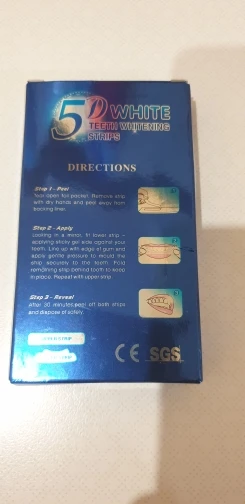 5D WHITE
TEETH WHITENING
STRIPS
DIRECTIONS
Step 1 - Peel
Tear open foil packet. Remove strip
with dry hands and peel away from
backing liner.
Step 2 - Apply
Looking in a mirror, fit lower strip -
applying sticky gel side against your
teeth. Line up with edge of gum and
apply gentle pressure to mould the
strip securely to the teeth. Fold
remaining strip behind tooth to keep
in place. Repeat with upper strip.
Step 3 - Reveal
After 30 minutes peel off both strips
and dispose of safely.
CE SGS